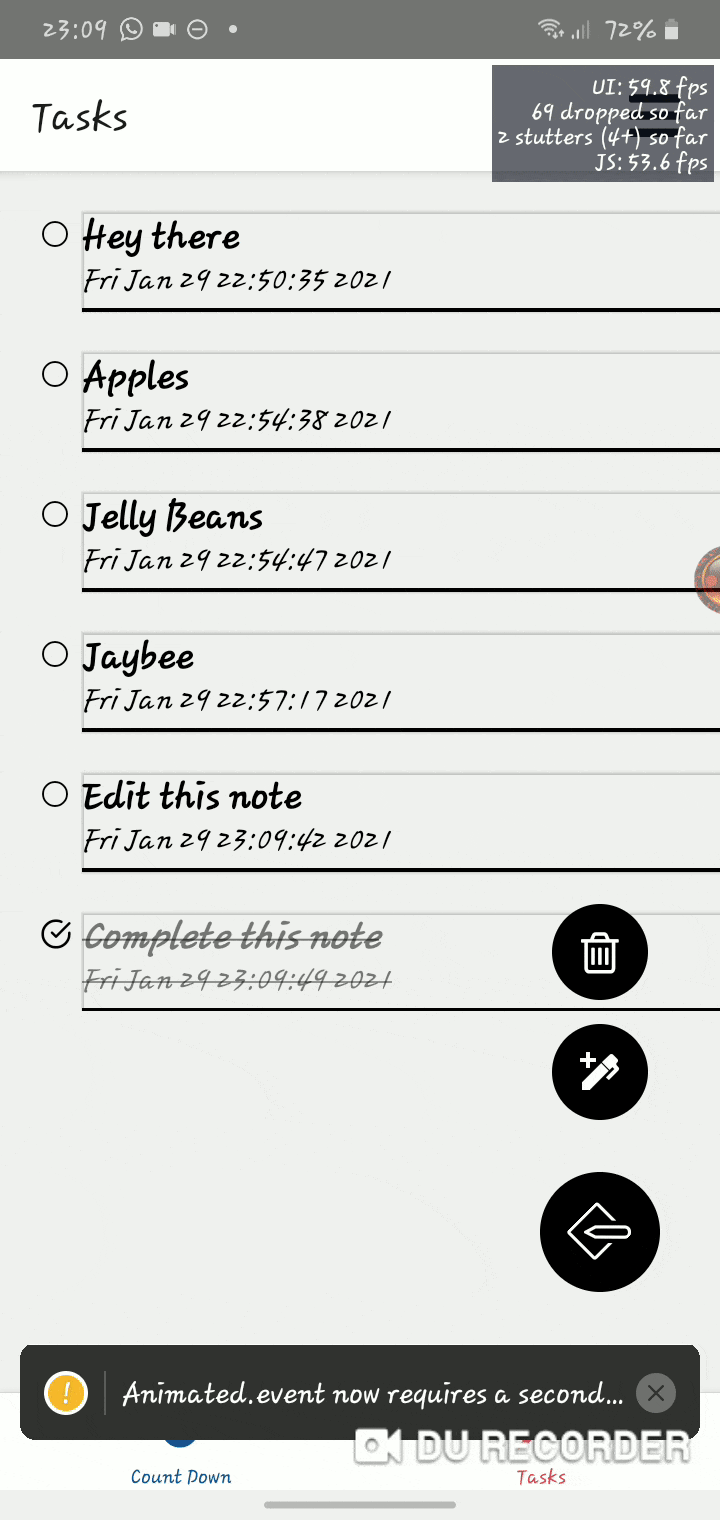 23:09
72%
Tasks
UI: 59.8 fps
69 dropped so far
2 stutters (4+) so far
JS: 53.6 fps
Hey there
Fri Jan 29 22:50:35 2021
Apples
Fri Jan 29 22:54:38 2021
Jelly Beans
Fri Jan 29 22:54:47 2021
Jaybee
Fri Jan 29 22:57:17 2021
Edit this note
Fri Jan 29 23:09:42 2021
Complete this note
Fri Jan 29 23:09:49 2021
Animated.event now requires a second...
DU RECORDER
Count Down
Tasks